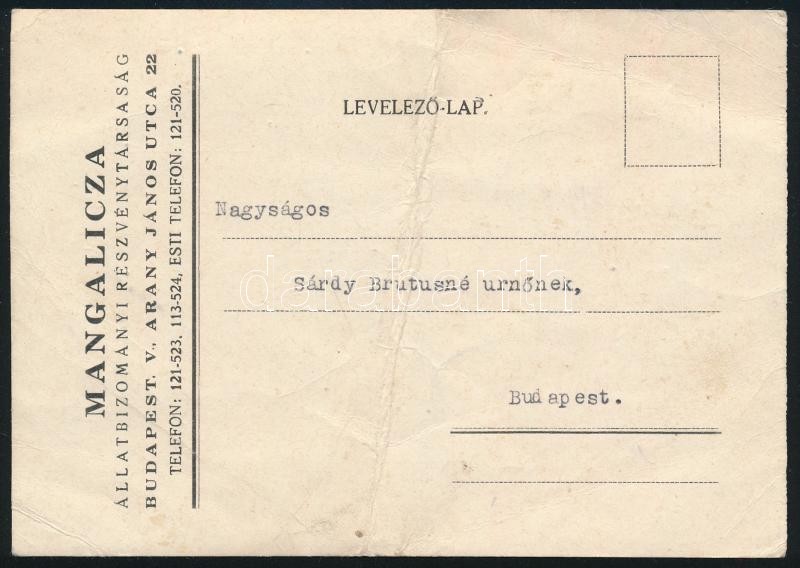 MANGALICZA
ÁLLATBIZOMÁNYI RÉSZVÉNYTÁRSASÁG
BUDAPEST. V., ARANY JÁNOS UTCA 22
TELEFON: 121-523, 113-524, ESTI TELEFON: 121-520.
LEVELEZŐ-LAP.
Nagyságos
Sárdy Brutusné urnőnek,
darabanth
Budapest.